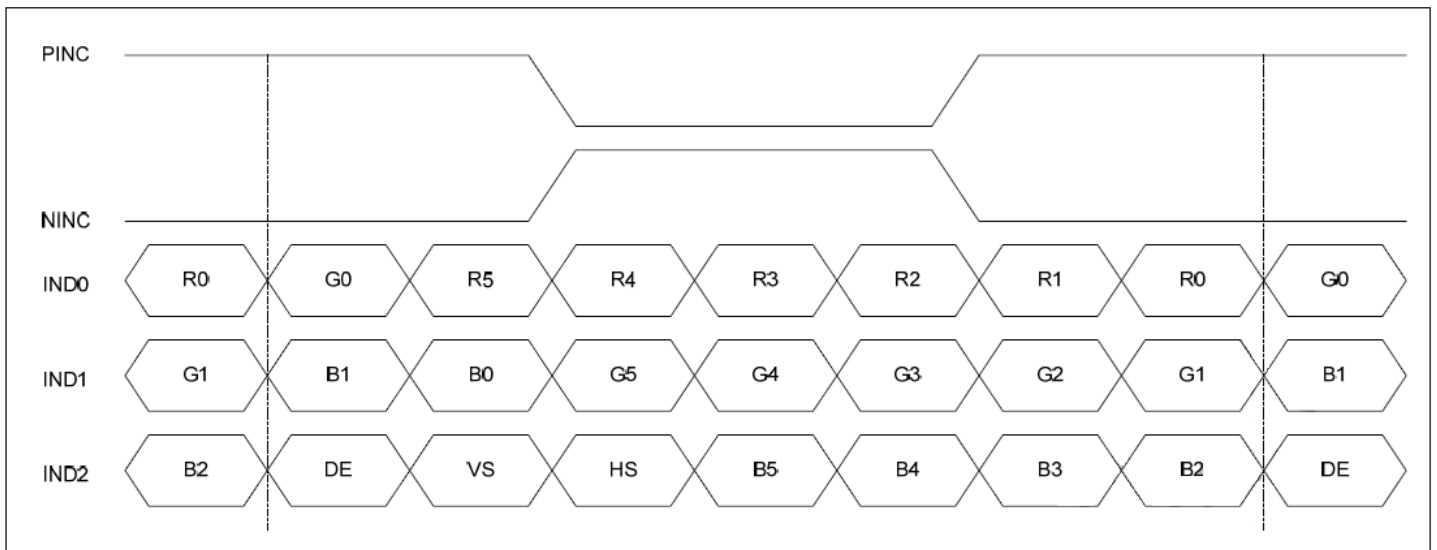 PINC
NINC
IND0 R0 G0 R5 R4 R3 R2 R1 R0 G0
IND1 G1 B1 B0 G5 G4 G3 G2 G1 B1
IND2 B2 DE VS HS B5 B4 B3 B2 DE